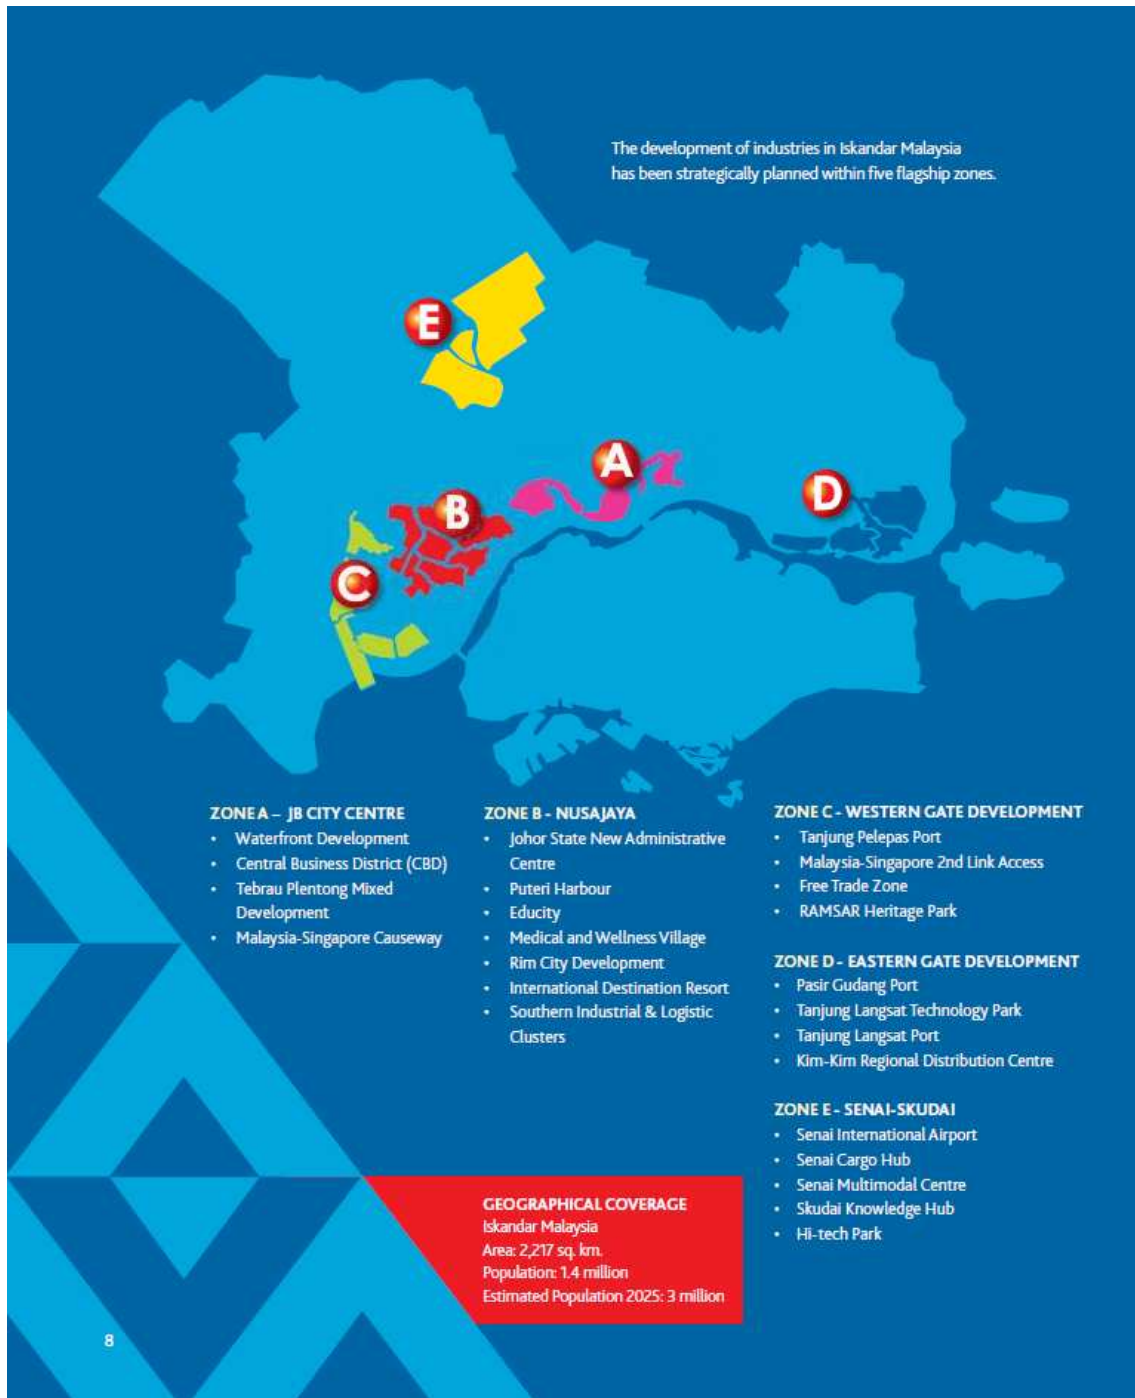 The development of industries in Iskandar Malaysia
has been strategically planned within five flagship zones.
E
A
D
B
C
ZONE A – JB CITY CENTRE
• Waterfront Development
• Central Business District (CBD)
• Tebrau Plentong Mixed
Development
• Malaysia-Singapore Causeway
ZONE B - NUSAJAYA
• Johor State New Administrative
Centre
• Puteri Harbour
• Educity
• Medical and Wellness Village
• Rim City Development
• International Destination Resort
• Southern Industrial & Logistic
Clusters
ZONE C - WESTERN GATE DEVELOPMENT
• Tanjung Pelepas Port
• Malaysia-Singapore 2nd Link Access
• Free Trade Zone
• RAMSAR Heritage Park
ZONE D - EASTERN GATE DEVELOPMENT
• Pasir Gudang Port
• Tanjung Langsat Technology Park
• Tanjung Langsat Port
• Kim-Kim Regional Distribution Centre
ZONE E - SENAI-SKUDAI
• Senai International Airport
• Senai Cargo Hub
• Senai Multimodal Centre
• Skudai Knowledge Hub
• Hi-tech Park
GEOGRAPHICAL COVERAGE
Iskandar Malaysia
Area: 2,217 sq. km.
Population: 1.4 million
Estimated Population 2025: 3 million
8